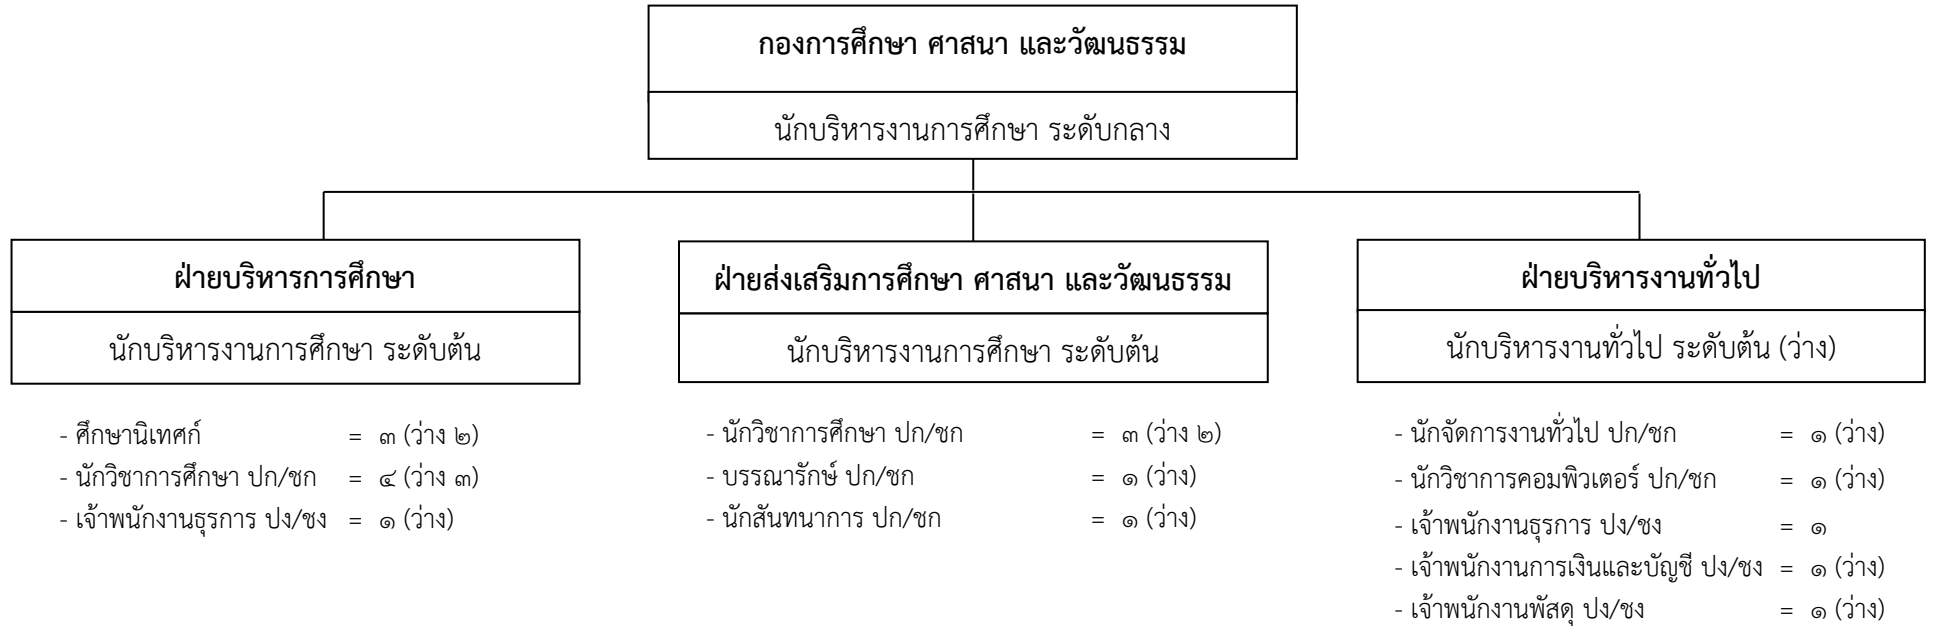 กองการศึกษา ศาสนา และวัฒนธรรม
นักบริหารงานการศึกษา ระดับกลาง
ฝ่ายบริหารการศึกษา
นักบริหารงานการศึกษา ระดับต้น
- ศึกษานิเทศก์ = ๓ (ว่าง ๒)
- นักวิชาการศึกษา ปก/ชก = ๔ (ว่าง ๓)
- เจ้าพนักงานธุรการ ปง/ชง = ๑ (ว่าง)
ฝ่ายส่งเสริมการศึกษา ศาสนา และวัฒนธรรม
นักบริหารงานการศึกษา ระดับต้น
- นักวิชาการศึกษา ปก/ชก = ๓ (ว่าง ๒)
- บรรณารักษ์ ปก/ชก = ๑ (ว่าง)
- นักสันทนาการ ปก/ชก = ๑ (ว่าง)
ฝ่ายบริหารงานทั่วไป
นักบริหารงานทั่วไป ระดับต้น (ว่าง)
- นักจัดการงานทั่วไป ปก/ชก = ๑ (ว่าง)
- นักวิชาการคอมพิวเตอร์ ปก/ชก = ๑ (ว่าง)
- เจ้าพนักงานธุรการ ปง/ชง = ๑
- เจ้าพนักงานการเงินและบัญชี ปง/ชง = ๑ (ว่าง)
- เจ้าพนักงานพัสดุ ปง/ชง = ๑ (ว่าง)